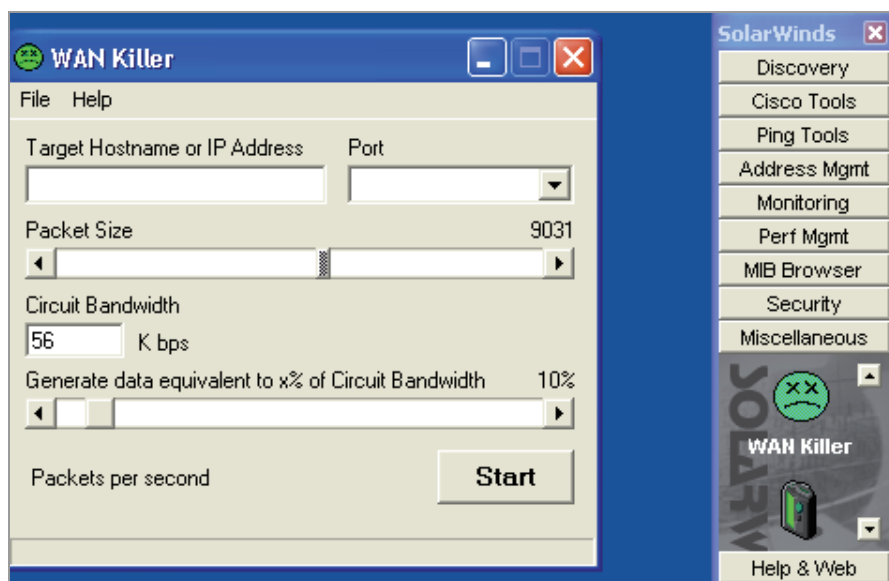 WAN Killer
File Help
Target Hostname or IP Address Port
Packet Size 9031
Circuit Bandwidth
56 K bps
Generate data equivalent to x% of Circuit Bandwidth 10%
Packets per second Start
SolarWinds
Discovery
Cisco Tools
Ping Tools
Address Mgmt
Monitoring
Perf Mgmt
MIB Browser
Security
Miscellaneous
SOLARW
WAN Killer
Help & Web